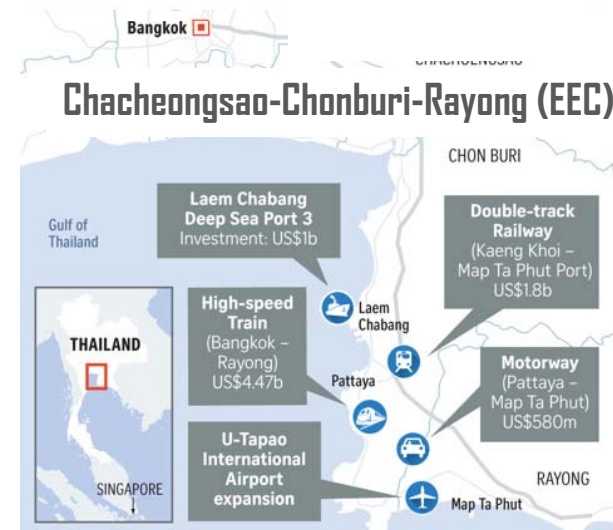 Bangkok
Chacheongsao-Chonburi-Rayong (EEC)
CHON BURI
Laem Chabang
Deep Sea Port 3
Investment: US$1b
Double-track
Railway
(Kaeng Khoi –
Map Ta Phut Port)
US$1.8b
Gulf of
Thailand
High-speed
Train
(Bangkok –
Rayong)
US$4.47b
Laem
Chabang
THAILAND
Pattaya
Motorway
(Pattaya –
Map Ta Phut)
US$580m
U-Tapao
International
Airport
expansion
SINGAPORE
RAYONG
Map Ta Phut